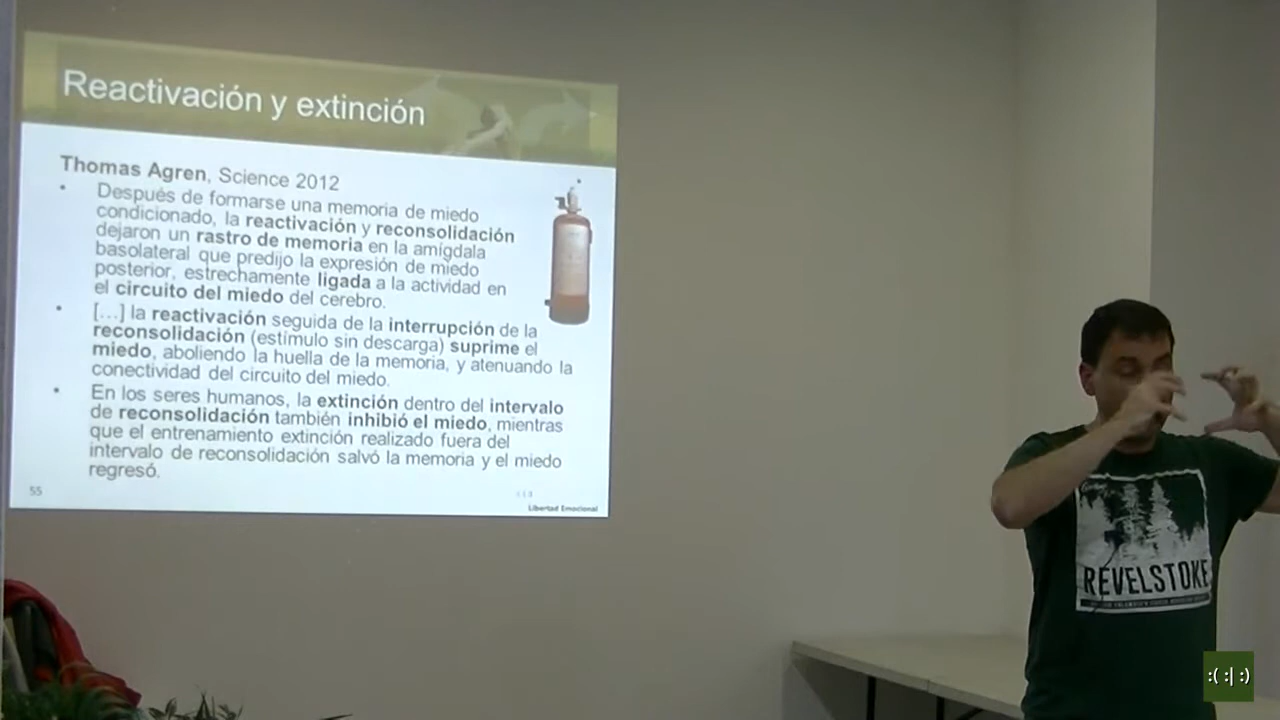 Reactivación y extinción
Thomas Agren, Science 2012
• Después de formarse una memoria de miedo
condicionado, la reactivación y reconsolidación
dejaron un rastro de memoria en la amígdala
basolateral que predijo la expresión de miedo
posterior, estrechamente ligada a la actividad en
el circuito del miedo del cerebro.
• [...] la reactivación seguida de la interrupción de la
reconsolidación (estímulo sin descarga) suprime el
miedo, aboliendo la huella de la memoria, y atenuando la
conectividad del circuito del miedo.
• En los seres humanos, la extinción dentro del intervalo
de reconsolidación también inhibió el miedo, mientras
que el entrenamiento extinción realizado fuera del
intervalo de reconsolidación salvó la memoria y el miedo
regresó.
55
Libertad Emocional
REVELSTOKE
:( :| :)